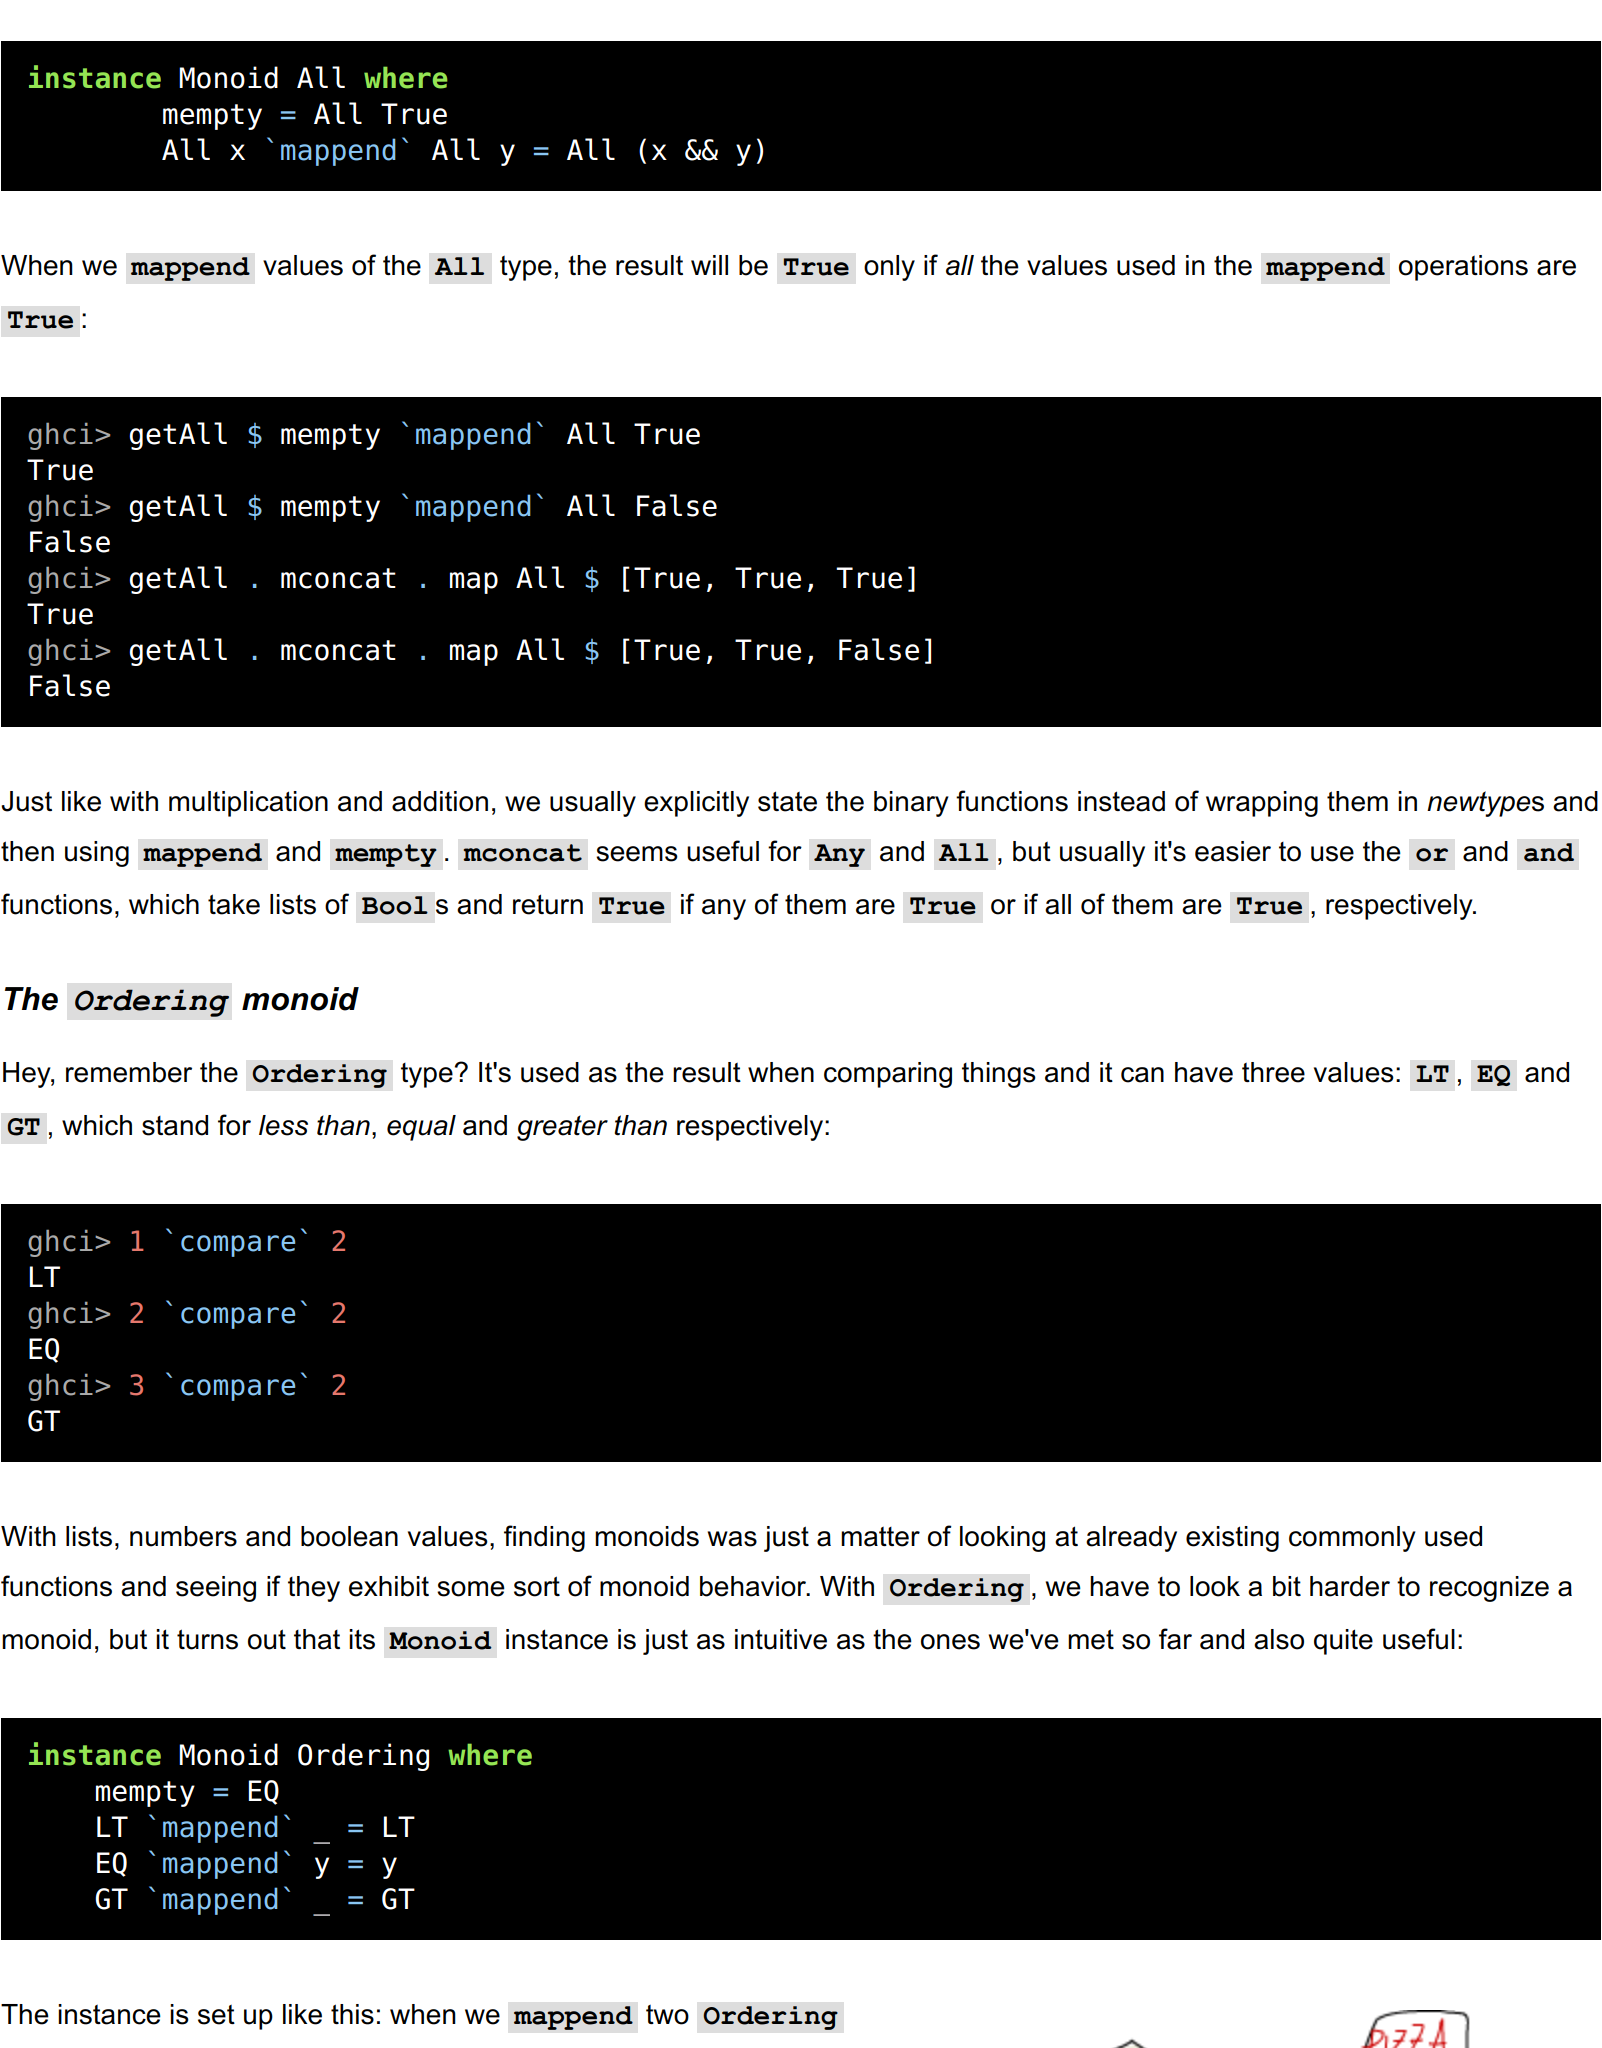 instance Monoid All where
        mempty = All True
        All x `mappend` All y = All (x && y)
When we mappend values of the All type, the result will be True only if all the values used in the mappend operations are
True:
ghci> getAll $ mempty `mappend` All True
True
ghci> getAll $ mempty `mappend` All False
False
ghci> getAll . mconcat . map All $ [True, True, True]
True
ghci> getAll . mconcat . map All $ [True, True, False]
False
Just like with multiplication and addition, we usually explicitly state the binary functions instead of wrapping them in newtypes and
then using mappend and mempty. mconcat seems useful for Any and All, but usually it's easier to use the or and and
functions, which take lists of Bools and return True if any of them are True or if all of them are True, respectively.
The Ordering monoid
Hey, remember the Ordering type? It's used as the result when comparing things and it can have three values: LT, EQ and
GT, which stand for less than, equal and greater than respectively:
ghci> 1 `compare` 2
LT
ghci> 2 `compare` 2
EQ
ghci> 3 `compare` 2
GT
With lists, numbers and boolean values, finding monoids was just a matter of looking at already existing commonly used
functions and seeing if they exhibit some sort of monoid behavior. With Ordering, we have to look a bit harder to recognize a
monoid, but it turns out that its Monoid instance is just as intuitive as the ones we've met so far and also quite useful:
instance Monoid Ordering where
    mempty = EQ
    LT `mappend` _ = LT
    EQ `mappend` y = y
    GT `mappend` _ = GT
The instance is set up like this: when we mappend two Ordering
PIZZA